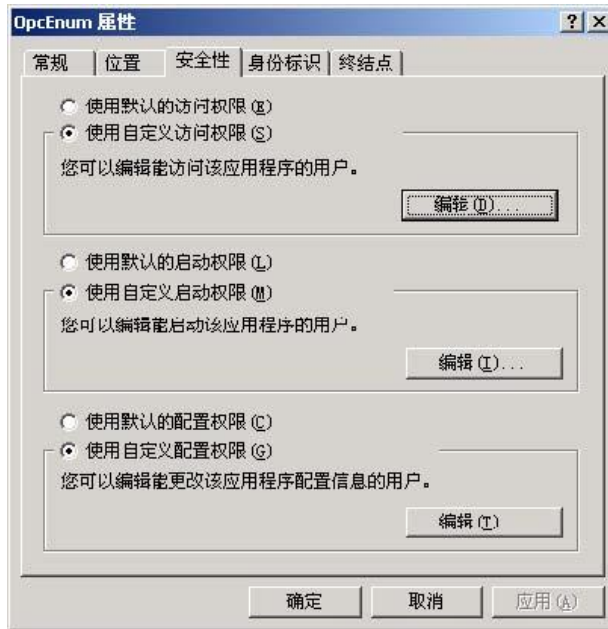 OpcEnum 属性
常规 位置 安全性 身份标识 终结点
使用默认的访问权限(E)
使用自定义访问权限(S)
您可以编辑能访问该应用程序的用户。
编辑(D)...
使用默认的启动权限(L)
使用自定义启动权限(M)
您可以编辑能启动该应用程序的用户。
编辑(I)...
使用默认的配置权限(C)
使用自定义配置权限(G)
您可以编辑能更改该应用程序配置信息的用户。
编辑(T)
确定 取消 应用(A)